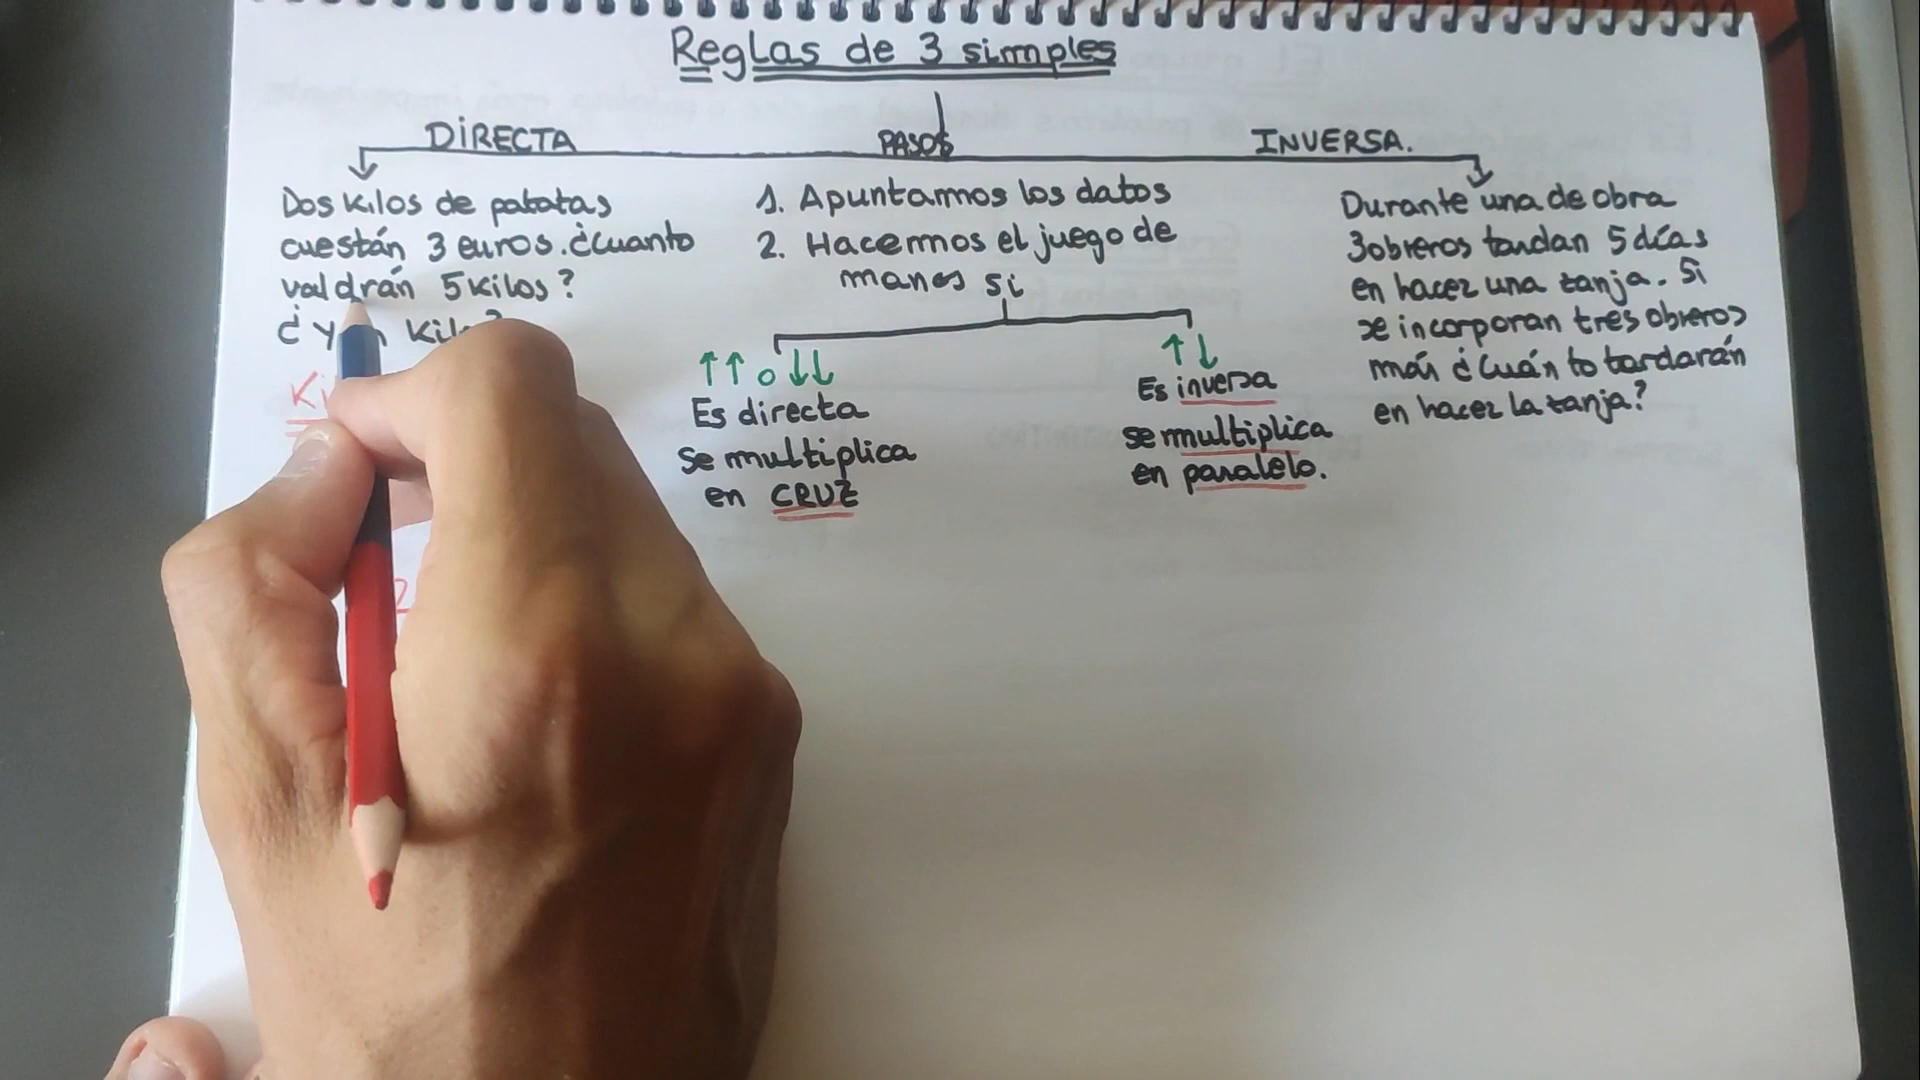 Reglas de 3 simples
DIRECTA
PASOS
INVERSA.
Dos kilos de patatas
cuestán 3 euros. ¿Cuanto
valdrán 5 kilos?
¿Y
1. Apuntamos los datos
2. Hacemos el juego de
manos si
↑↑ o ↓↓
Es directa
Se multiplica
en CRUZ
↑↓
Es inversa
se multiplica
en paralelo.
Durante una de obra
3 obreros tardan 5 días
en hacer una zanja. Si
se incorporan tres obreros
más ¿Cuánto tardarán
en hacer la zanja?
2